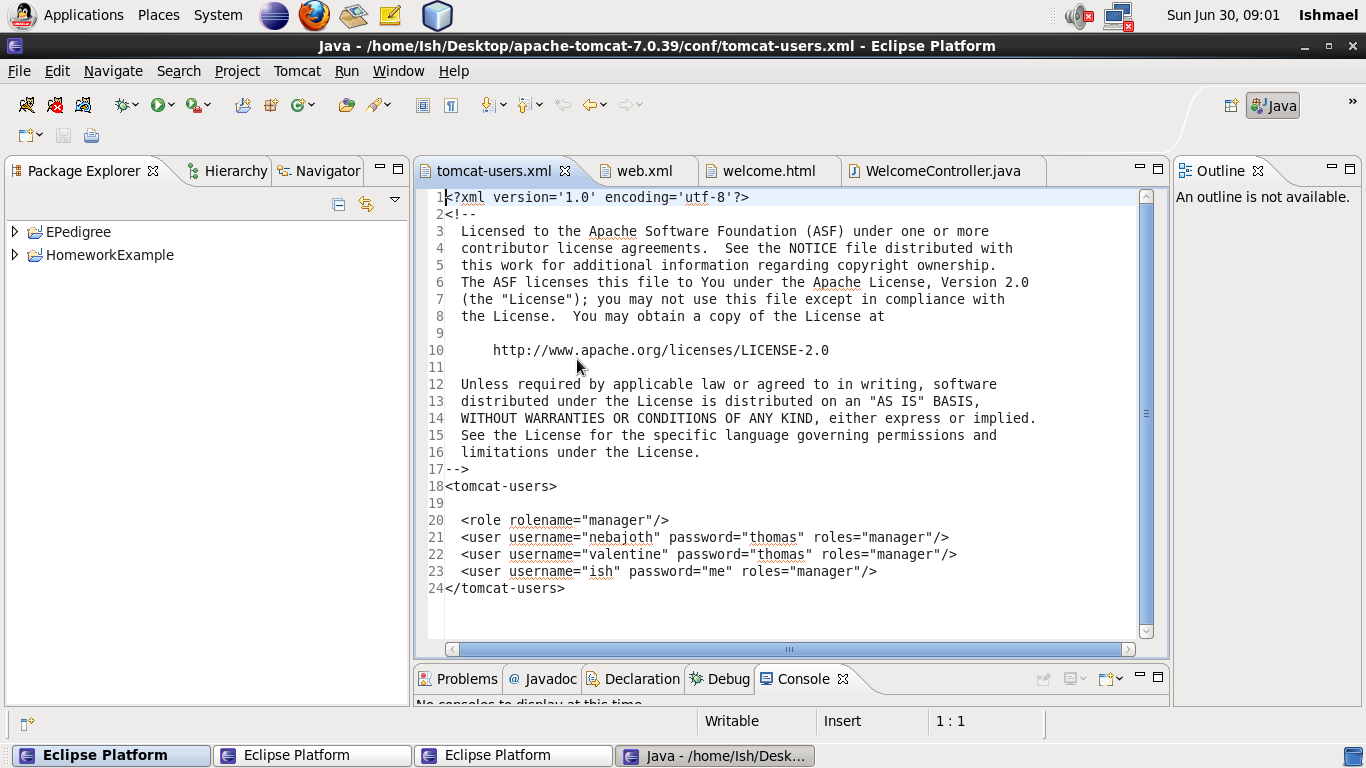 Applications Places System Sun Jun 30, 09:01 Ishmael
Java - /home/Ish/Desktop/apache-tomcat-7.0.39/conf/tomcat-users.xml - Eclipse Platform
File Edit Navigate Search Project Tomcat Run Window Help
Java »
Package Explorer Hierarchy Navigator
EPedigree
HomeworkExample
tomcat-users.xml web.xml welcome.html WelcomeController.java
1 <?xml version='1.0' encoding='utf-8'?>
2 <!--
3 Licensed to the Apache Software Foundation (ASF) under one or more
4 contributor license agreements. See the NOTICE file distributed with
5 this work for additional information regarding copyright ownership.
6 The ASF licenses this file to You under the Apache License, Version 2.0
7 (the "License"); you may not use this file except in compliance with
8 the License. You may obtain a copy of the License at
9
10 http://www.apache.org/licenses/LICENSE-2.0
11
12 Unless required by applicable law or agreed to in writing, software
13 distributed under the License is distributed on an "AS IS" BASIS,
14 WITHOUT WARRANTIES OR CONDITIONS OF ANY KIND, either express or implied.
15 See the License for the specific language governing permissions and
16 limitations under the License.
17 -->
18 <tomcat-users>
19
20 <role rolename="manager"/>
21 <user username="nebajoth" password="thomas" roles="manager"/>
22 <user username="valentine" password="thomas" roles="manager"/>
23 <user username="ish" password="me" roles="manager"/>
24 </tomcat-users>
Outline
An outline is not available.
Problems @ Javadoc Declaration Debug Console
No consoles to display at this time.
Writable Insert 1 : 1
Eclipse Platform Eclipse Platform Eclipse Platform Java - /home/Ish/Desk...